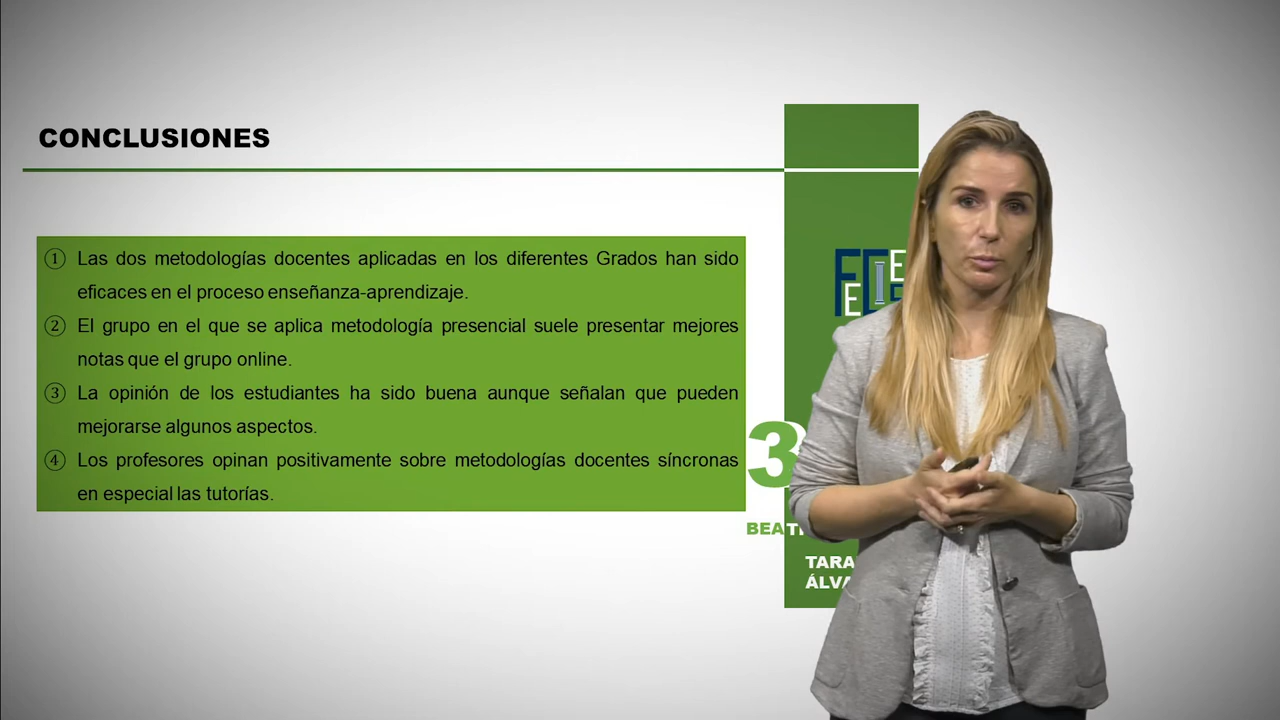 CONCLUSIONES
① Las dos metodologías docentes aplicadas en los diferentes Grados han sido
eficaces en el proceso enseñanza-aprendizaje.
② El grupo en el que se aplica metodología presencial suele presentar mejores
notas que el grupo online.
③ La opinión de los estudiantes ha sido buena aunque señalan que pueden
mejorarse algunos aspectos.
④ Los profesores opinan positivamente sobre metodologías docentes síncronas
en especial las tutorías.
3